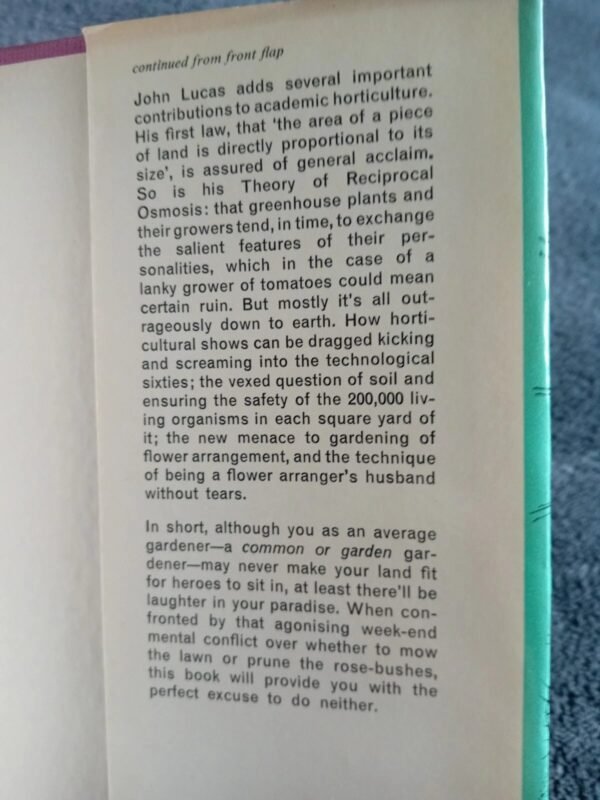 continued from front flap
John Lucas adds several important
contributions to academic horticulture.
His first law, that ‘the area of a piece
of land is directly proportional to its
size’, is assured of general acclaim.
So is his Theory of Reciprocal
Osmosis: that greenhouse plants and
their growers tend, in time, to exchange
the salient features of their per-
sonalities, which in the case of a
lanky grower of tomatoes could mean
certain ruin. But mostly it’s all out-
rageously down to earth. How horti-
cultural shows can be dragged kicking
and screaming into the technological
sixties; the vexed question of soil and
ensuring the safety of the 200,000 liv-
ing organisms in each square yard of
it; the new menace to gardening of
flower arrangement, and the technique
of being a flower arranger’s husband
without tears.
In short, although you as an average
gardener—a common or garden gar-
dener—may never make your land fit
for heroes to sit in, at least there’ll be
laughter in your paradise. When con-
fronted by that agonising week-end
mental conflict over whether to mow
the lawn or prune the rose-bushes,
this book will provide you with the
perfect excuse to do neither.